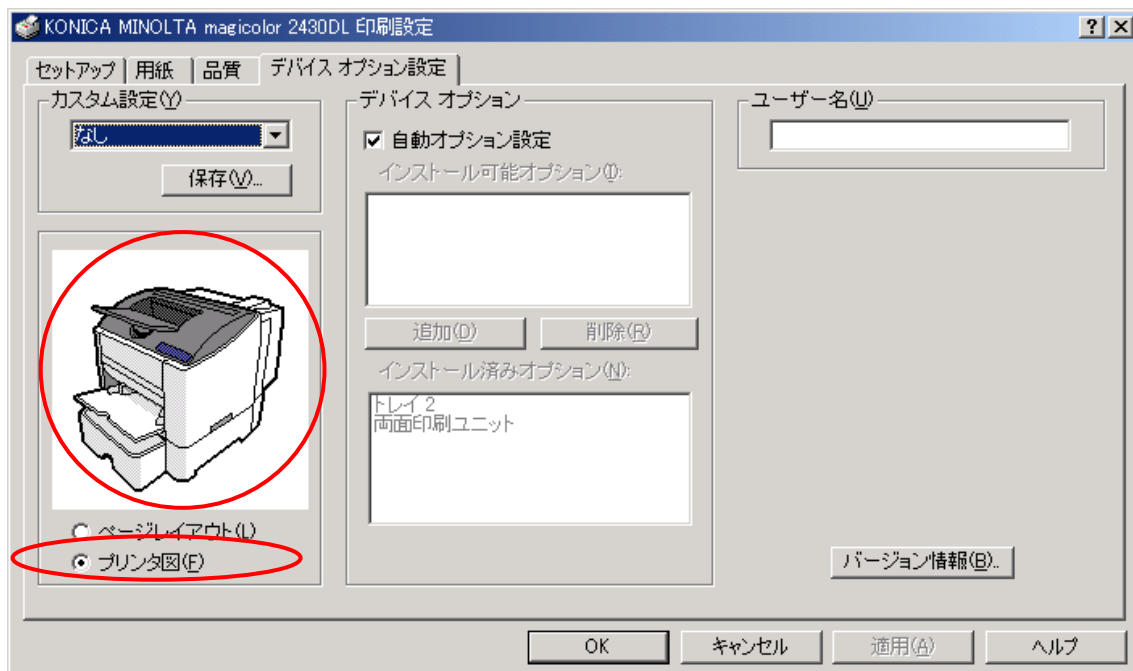 KONICA MINOLTA magicolor 2430DL 印刷設定
セットアップ 用紙 品質 デバイス オプション設定
カスタム設定(Y)
なし
保存(V)...
ページレイアウト(L)
プリンタ図(F)
デバイス オプション
自動オプション設定
インストール可能オプション(I):
追加(D) 削除(R)
インストール済みオプション(N):
トレイ 2
両面印刷ユニット
ユーザー名(U)
バージョン情報(B)..
OK キャンセル 適用(A) ヘルプ